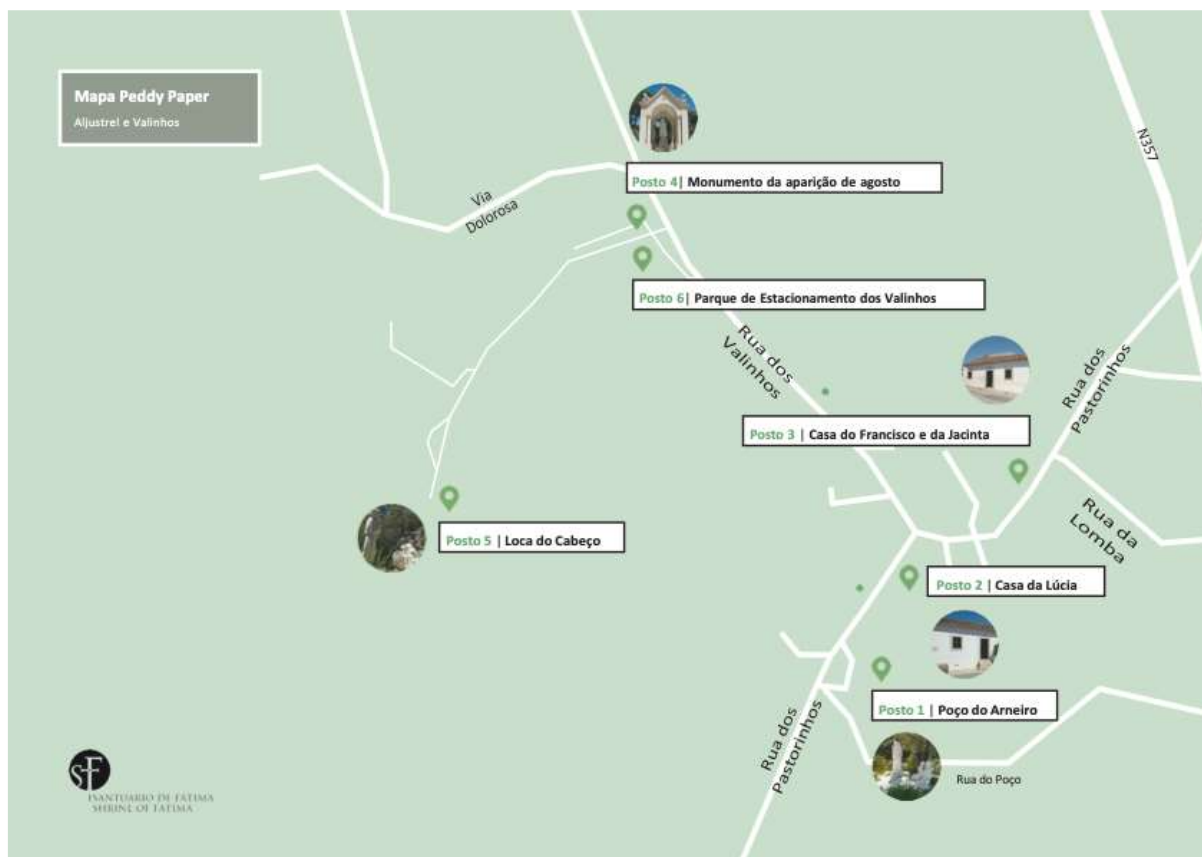 Mapa Peddy Paper
Aljustrel e Valinhos
N357
Posto 4| Monumento da aparição de agosto
Via
Dolorosa
Posto 6| Parque de Estacionamento dos Valinhos
Rua dos
Valinhos
Rua dos
Pastorinhos
Posto 3 | Casa do Francisco e da Jacinta
Rua da
Lomba
Posto 5 | Loca do Cabeço
Posto 2 | Casa da Lúcia
Posto 1 | Poço do Arneiro
Rua dos
Pastorinhos
Rua do Poço
SF
SANTUARIO DE FATIMA
SHRINE OF FATIMA